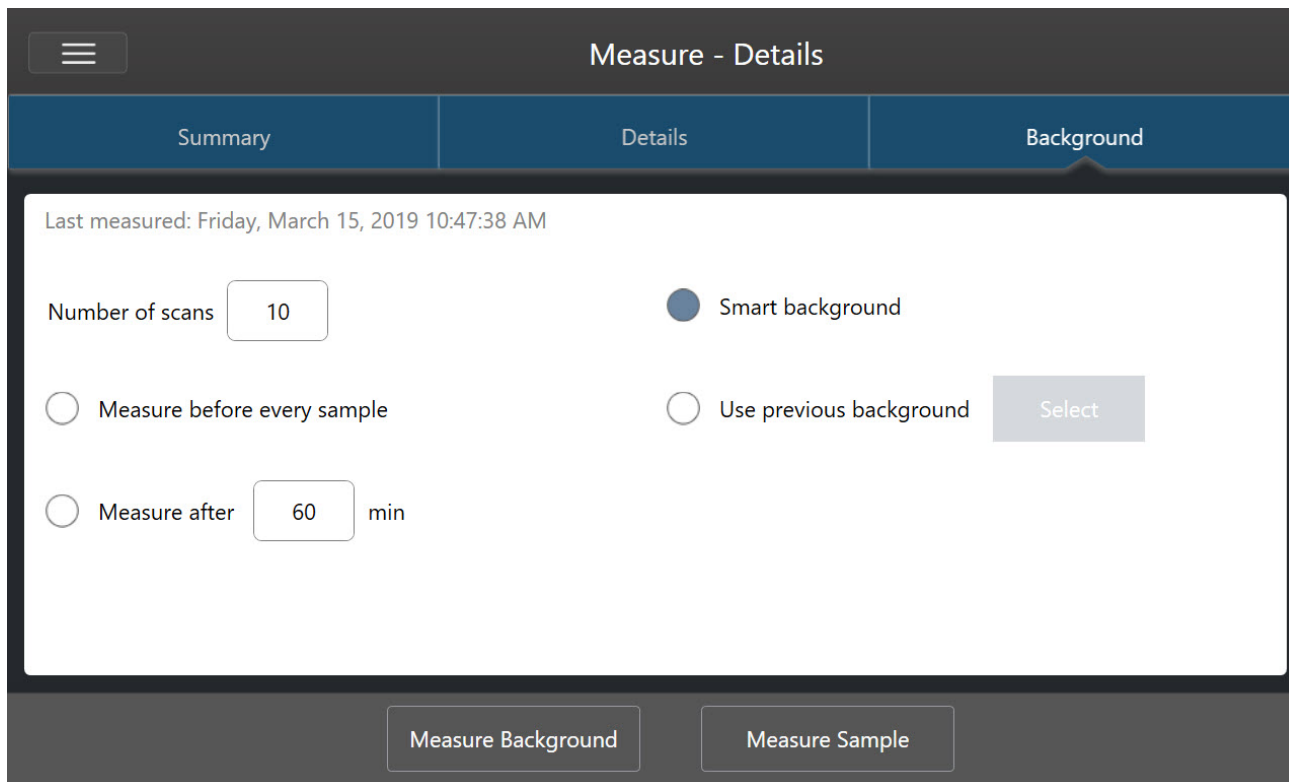 Measure - Details
Summary Details Background
Last measured: Friday, March 15, 2019 10:47:38 AM
Number of scans 10 Smart background
Measure before every sample Use previous background Select
Measure after 60 min
Measure Background Measure Sample